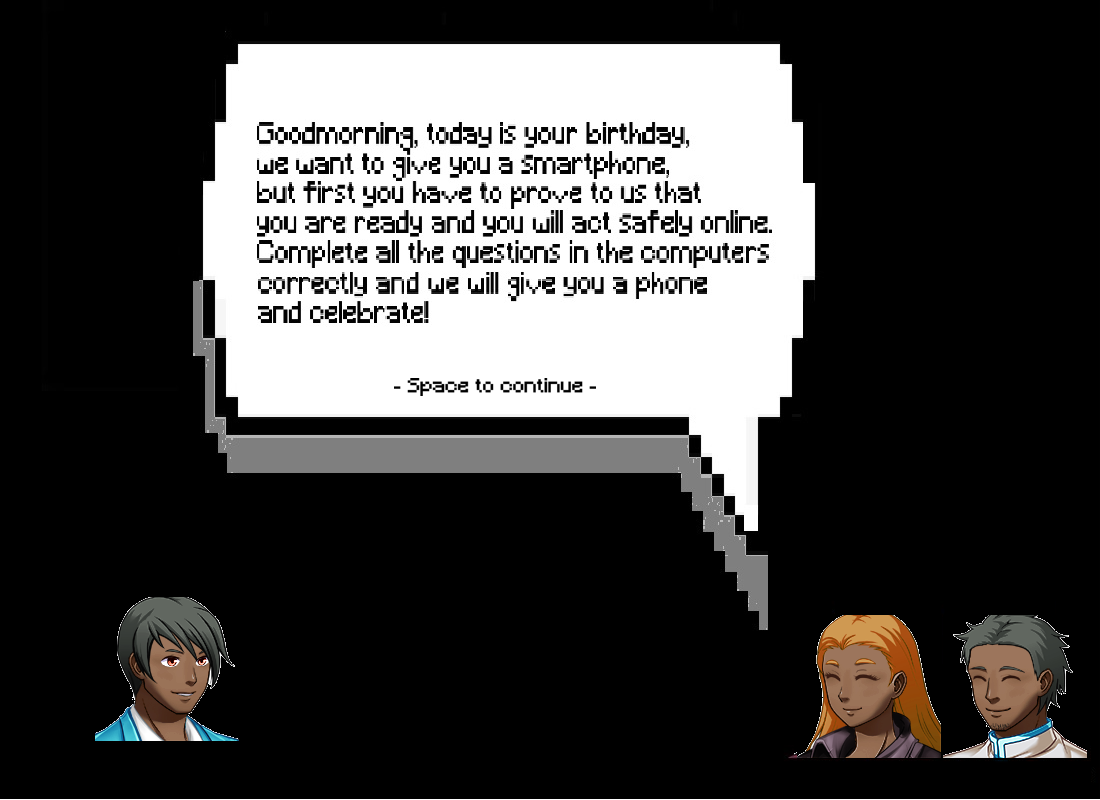 Goodmorning, today is your birthday,
we want to give you a smartphone,
but first you have to prove to us that
you are ready and you will act safely online.
Complete all the questions in the computers
correctly and we will give you a phone
and celebrate!
- Space to continue -